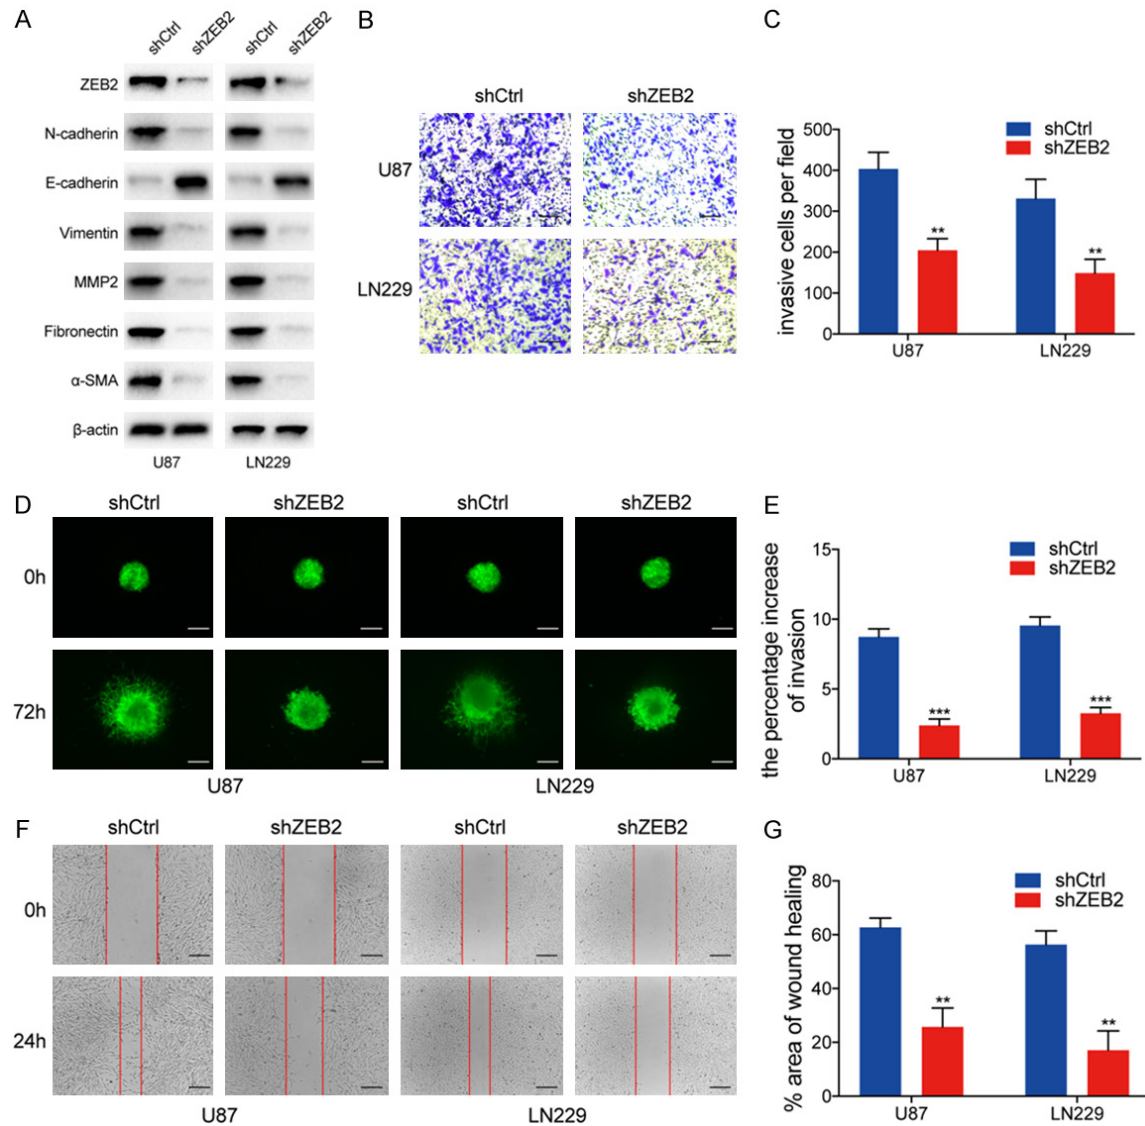 A
shCtrl shZEB2 shCtrl shZEB2
ZEB2
N-cadherin
E-cadherin
Vimentin
MMP2
Fibronectin
α-SMA
β-actin
U87 LN229
B
shCtrl shZEB2
U87
LN229
C
invasive cells per field
500
400
300
200
100
0
shCtrl
shZEB2
**
**
U87 LN229
D
shCtrl shZEB2 shCtrl shZEB2
0h
72h
U87 LN229
E
the percentage increase
of invasion
15
10
5
0
shCtrl
shZEB2
***
***
U87 LN229
F
shCtrl shZEB2 shCtrl shZEB2
0h
24h
U87 LN229
G
% area of wound healing
80
60
40
20
0
shCtrl
shZEB2
**
**
U87 LN229